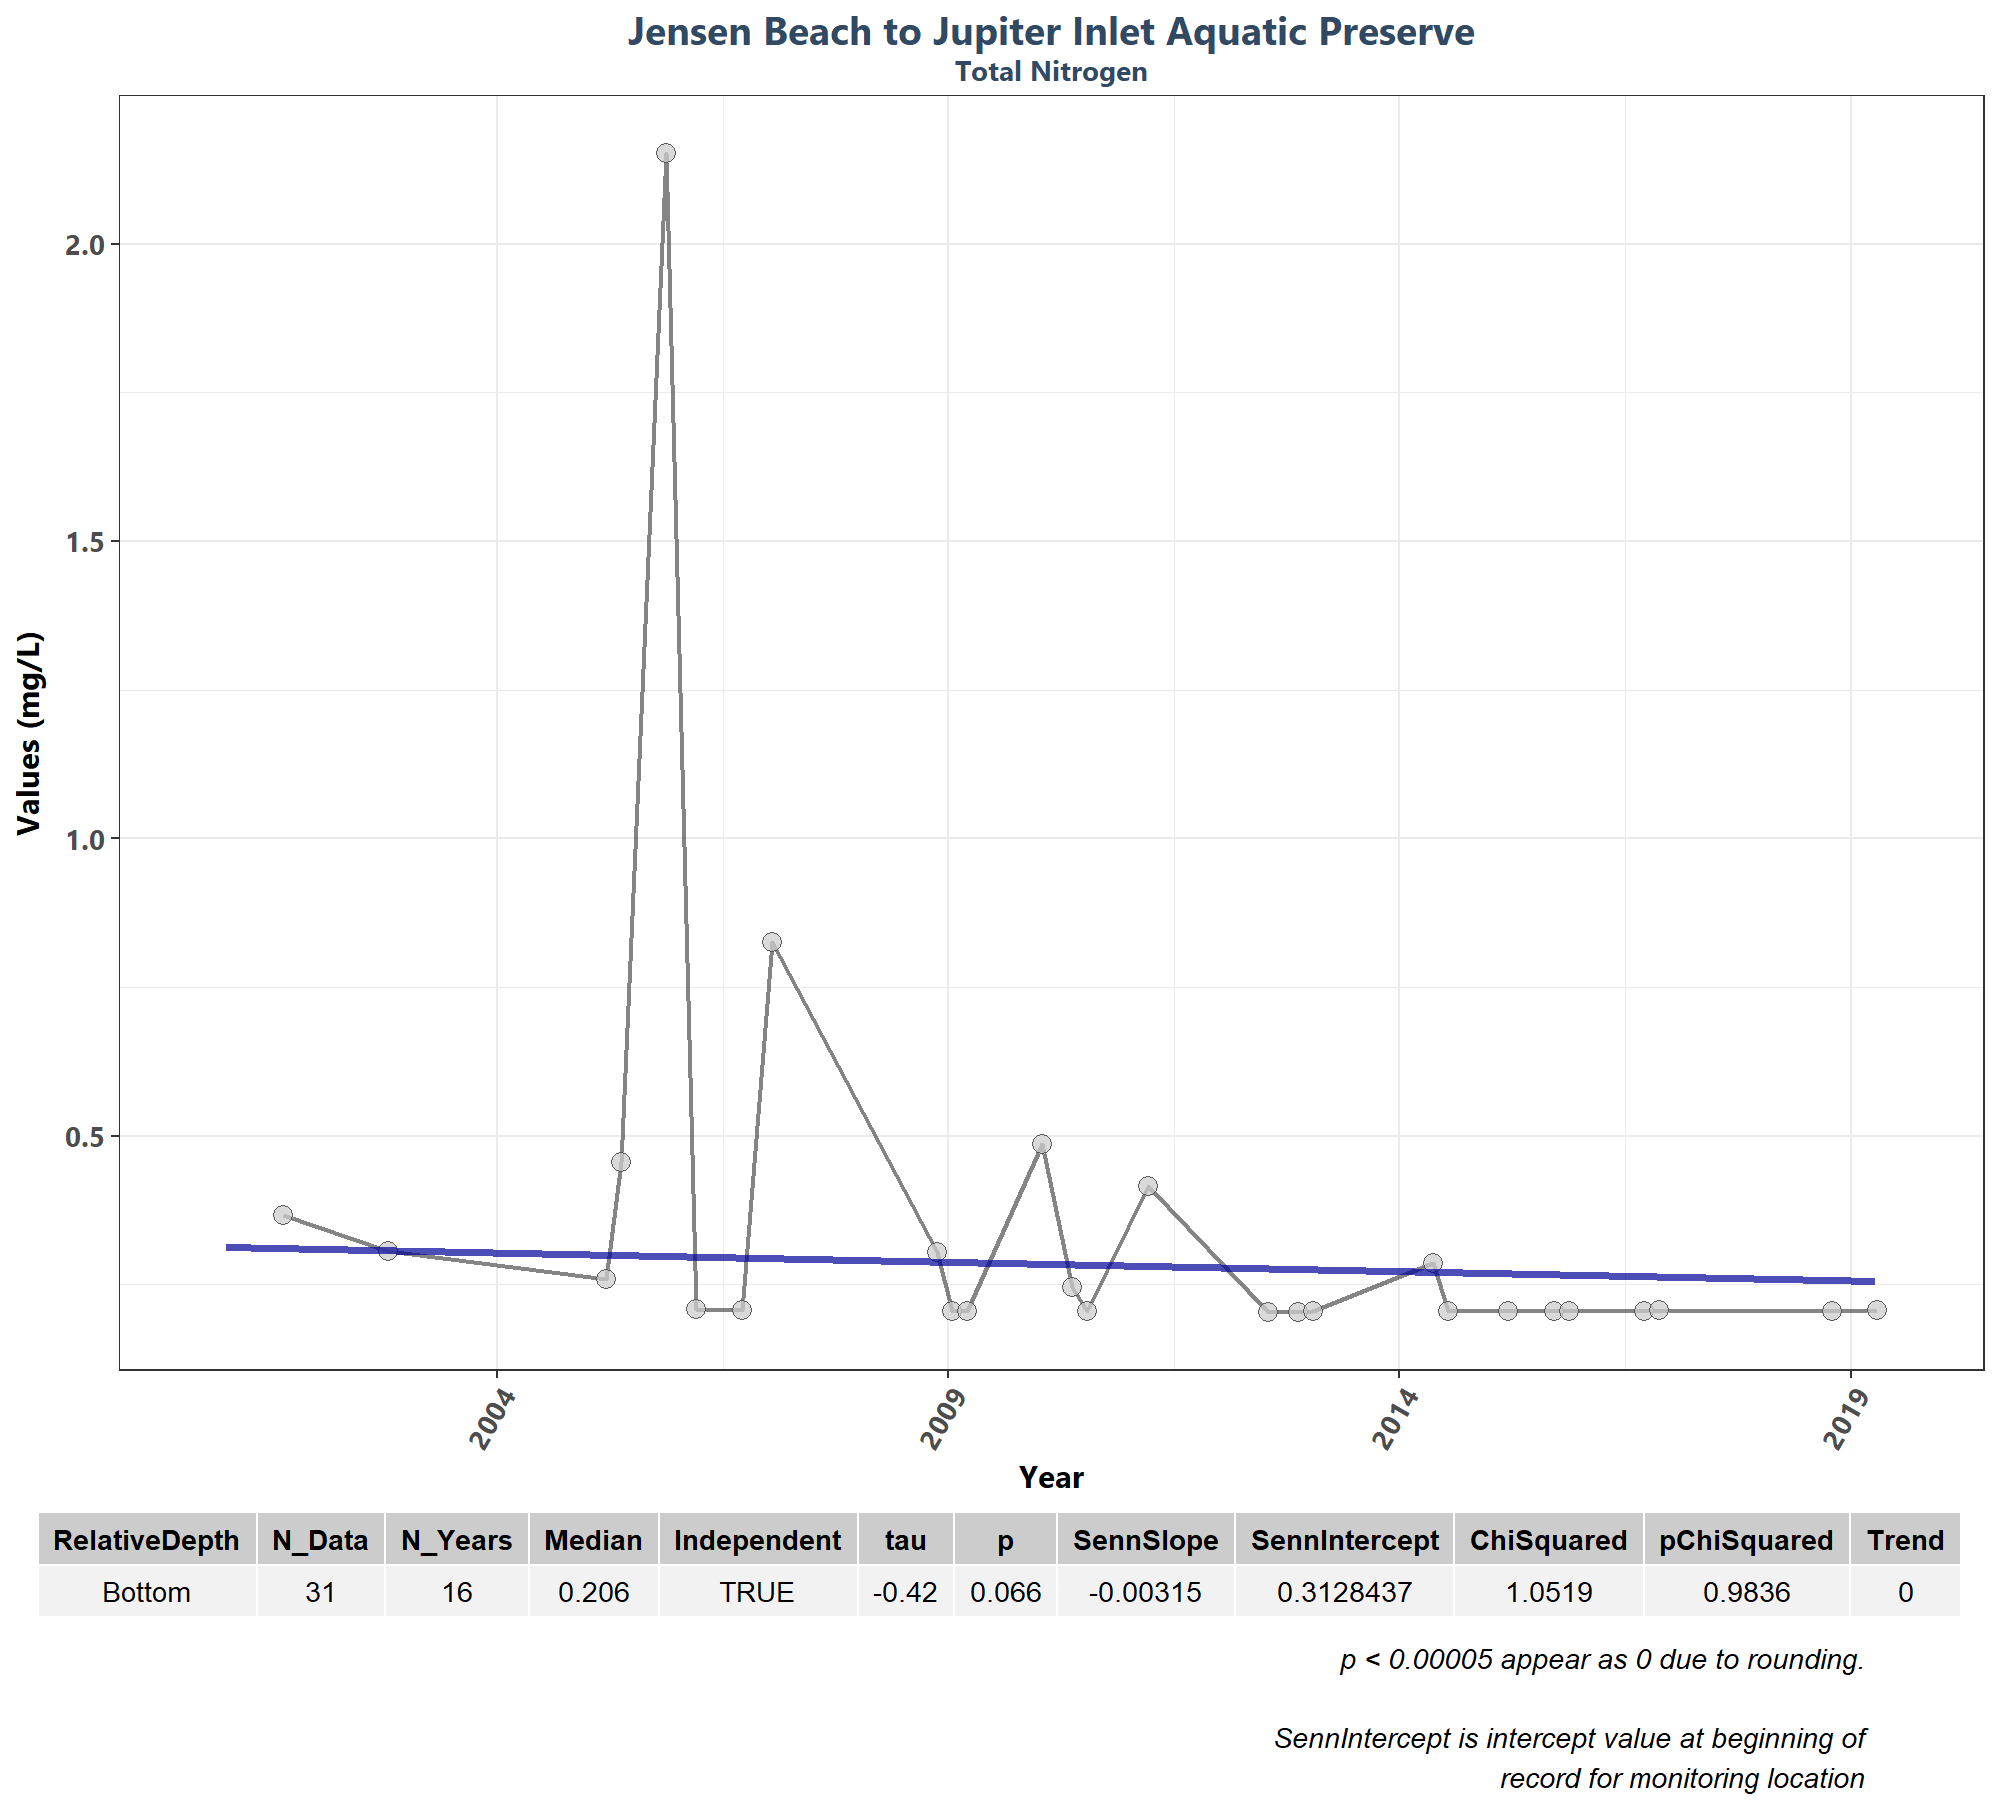 Jensen Beach to Jupiter Inlet Aquatic Preserve
Total Nitrogen
Values (mg/L)
2.0
1.5
1.0
0.5
2004 2009 2014 2019
Year
RelativeDepth N_Data N_Years Median Independent tau p SennSlope SennIntercept ChiSquared pChiSquared Trend
Bottom 31 16 0.206 TRUE -0.42 0.066 -0.00315 0.3128437 1.0519 0.9836 0
p < 0.00005 appear as 0 due to rounding.
SennIntercept is intercept value at beginning of
record for monitoring location